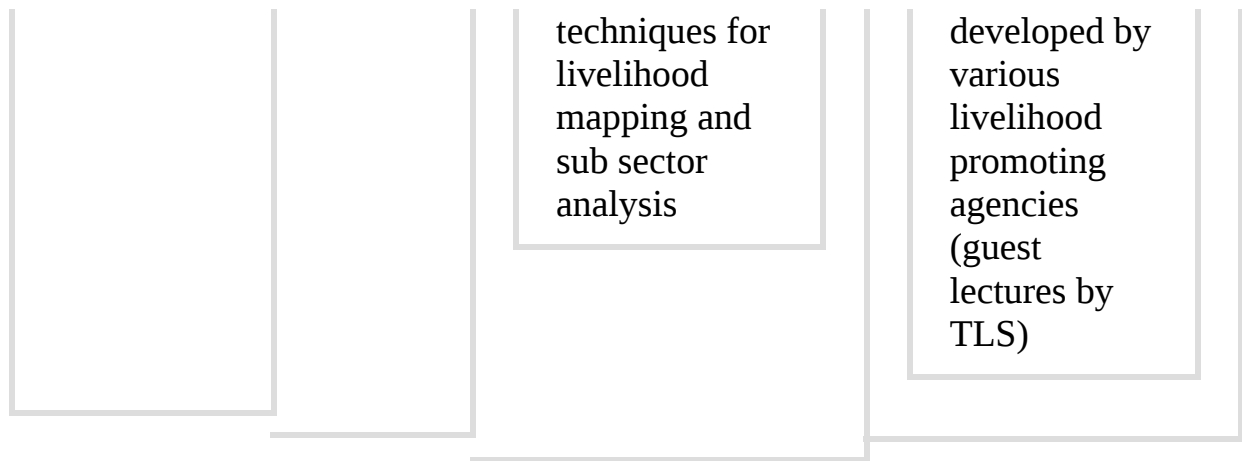 techniques for
livelihood
mapping and
sub sector
analysis
developed by
various
livelihood
promoting
agencies
(guest
lectures by
TLS)